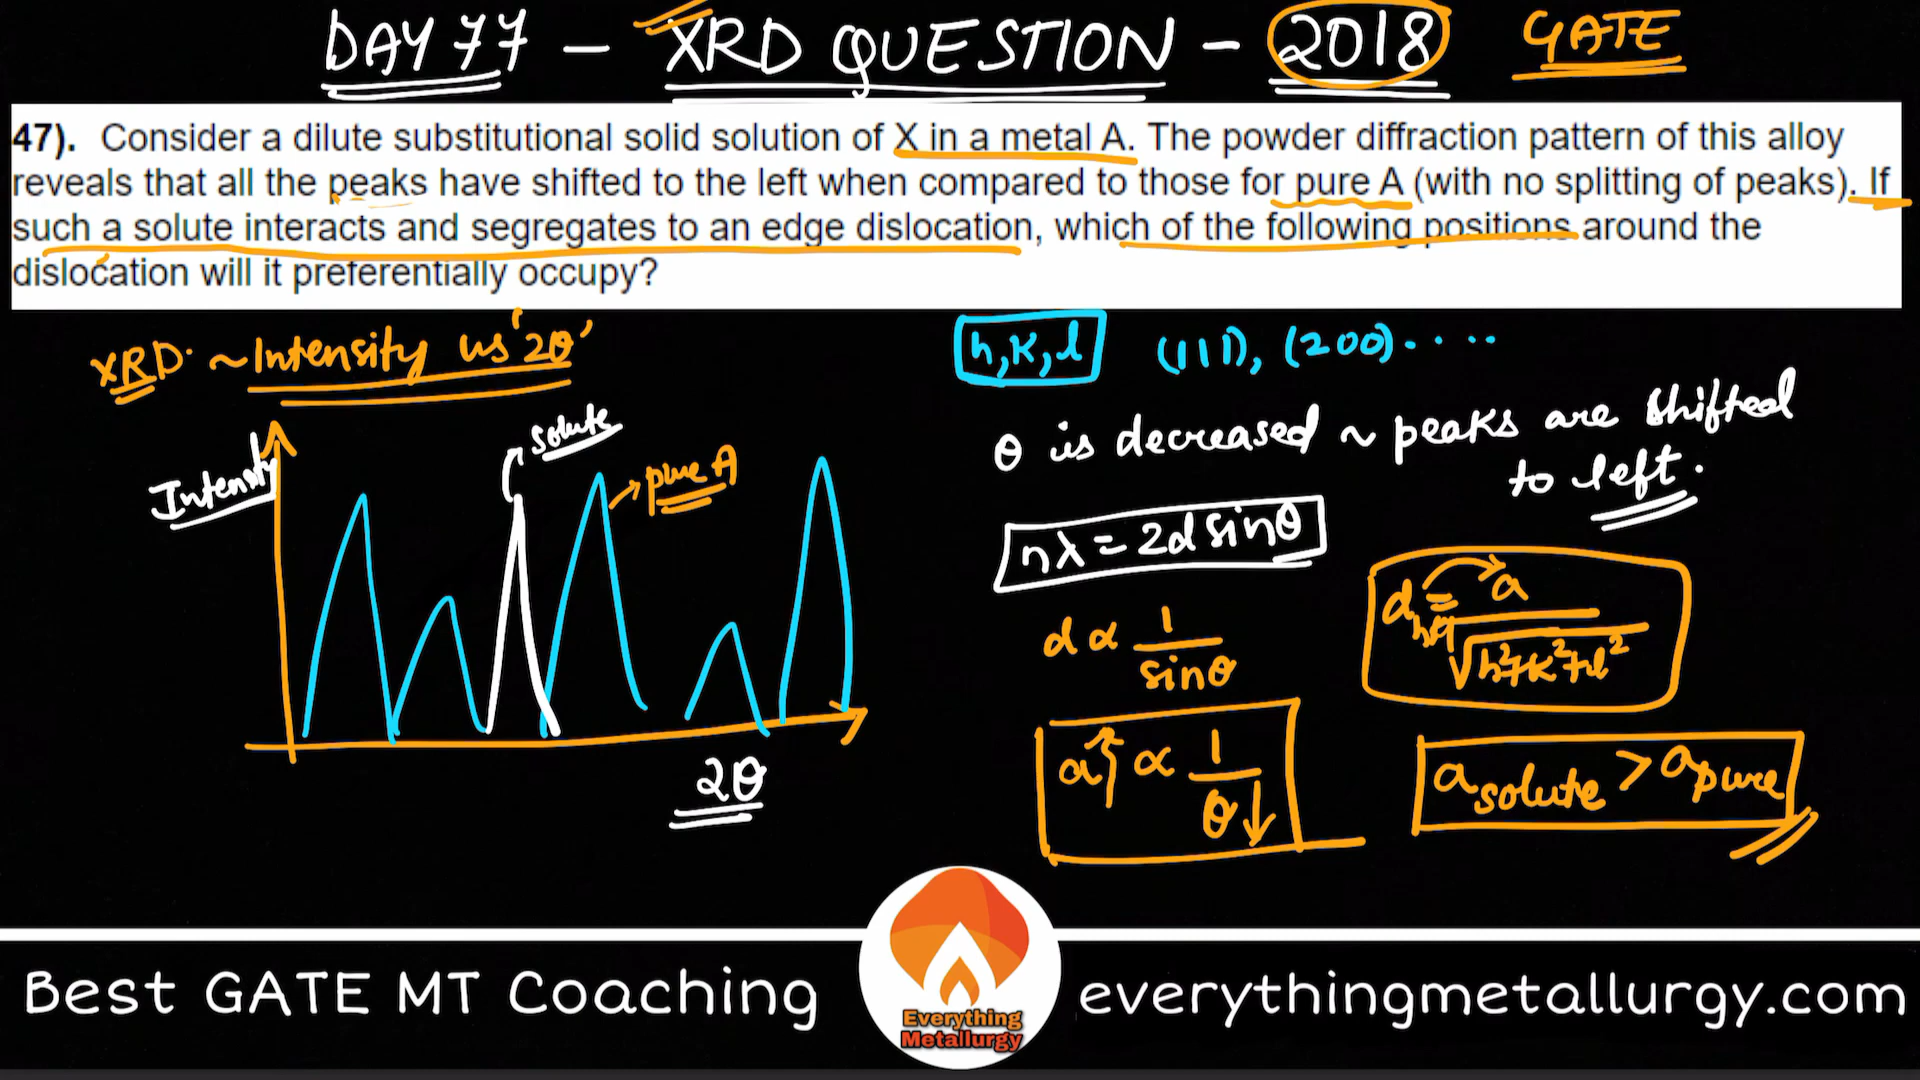 DAY 77 - XRD QUESTION - 2018 GATE
47). Consider a dilute substitutional solid solution of X in a metal A. The powder diffraction pattern of this alloy
reveals that all the peaks have shifted to the left when compared to those for pure A (with no splitting of peaks). If
such a solute interacts and segregates to an edge dislocation, which of the following positions around the
dislocation will it preferentially occupy?
XRD ~ Intensity vs '2θ'
h, k, l (111), (200)....
θ is decreased ~ peaks are shifted
to left.
Intensity
solute
pure A
2θ
nλ = 2d sinθ
d ∝ 1/sinθ
d_hkl = a/√h²+k²+l²
a↑ ∝ 1/θ↓
a_solute > a_pure
Best GATE MT Coaching
Everything
Metallurgy
everythingmetallurgy.com